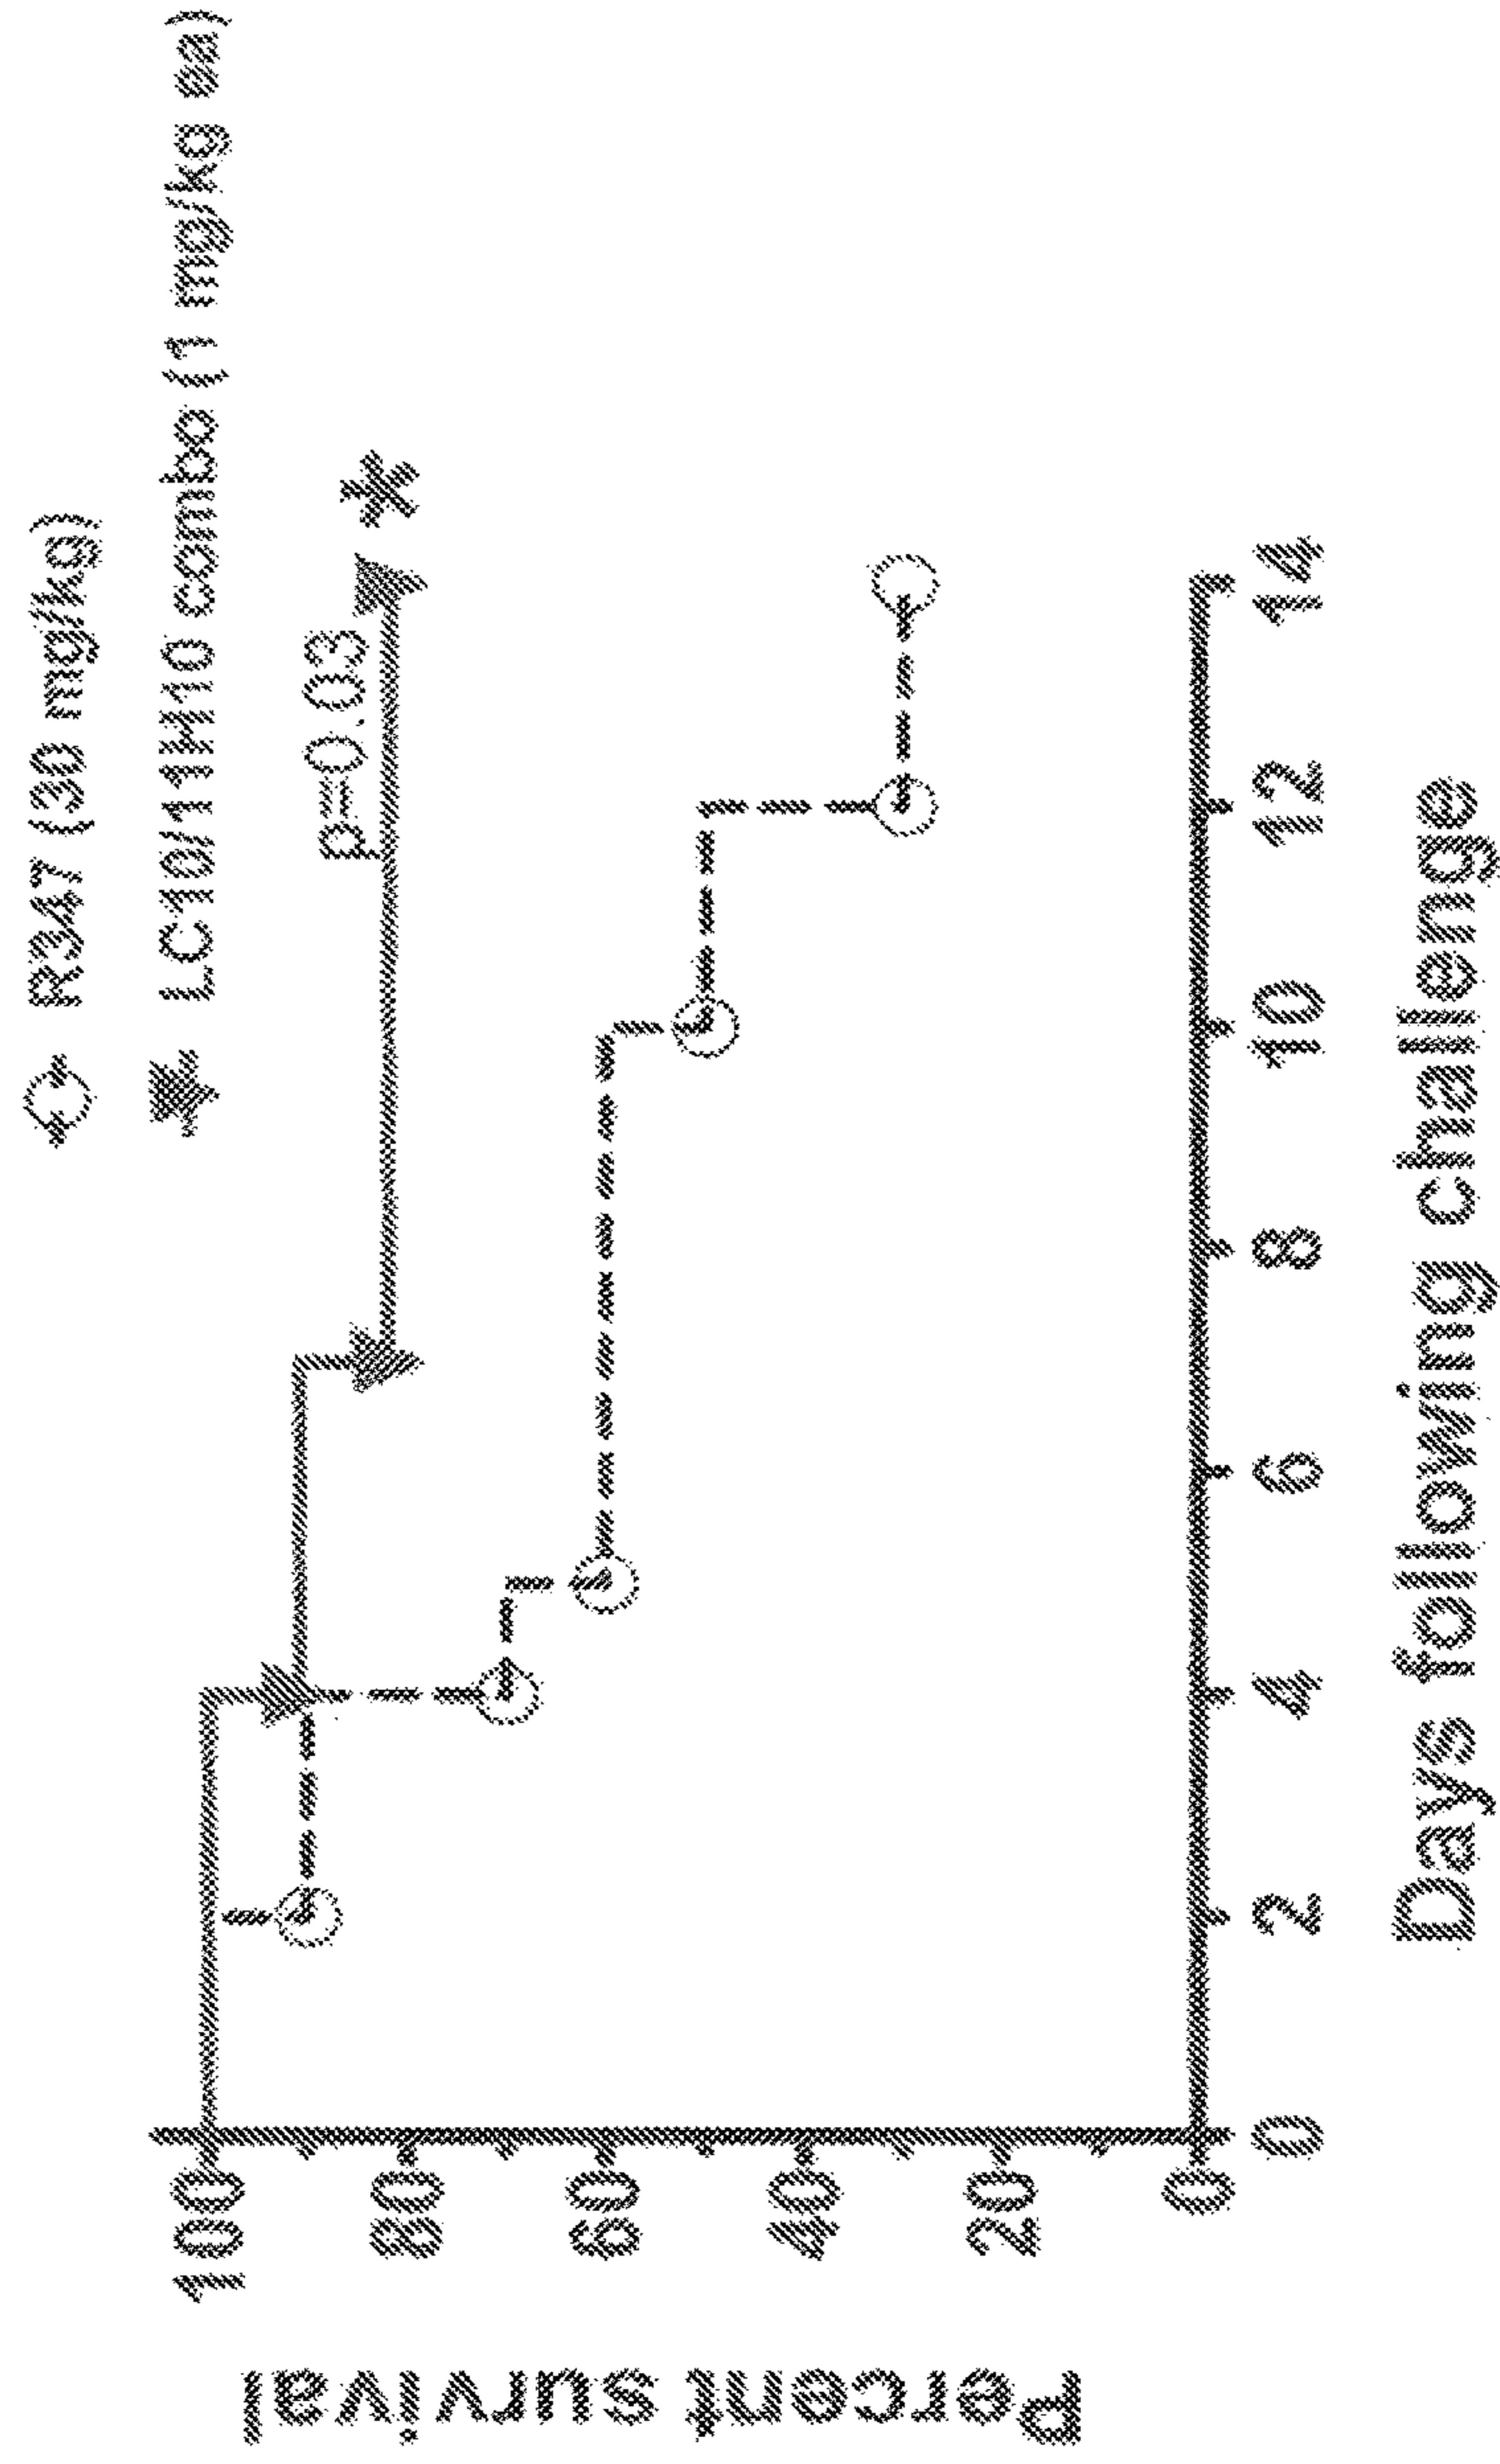 R347 (30 mg/kg)
LC10/11H10 combo (1 mg/kg ea)
p=0.03 *
100
80
60
40
20
0
Percent survival
0 2 4 6 8 10 12 14
Days following challenge